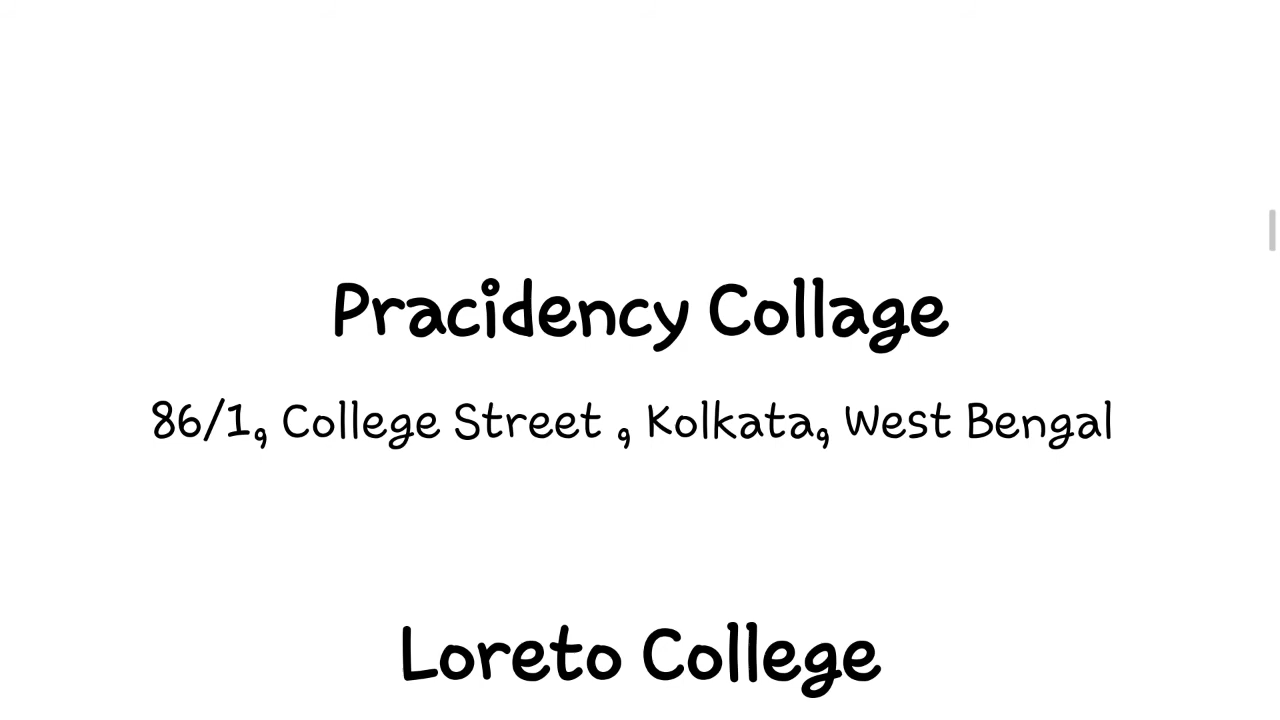 Pracidency Collage
86/1, College Street , Kolkata, West Bengal
Loreto College